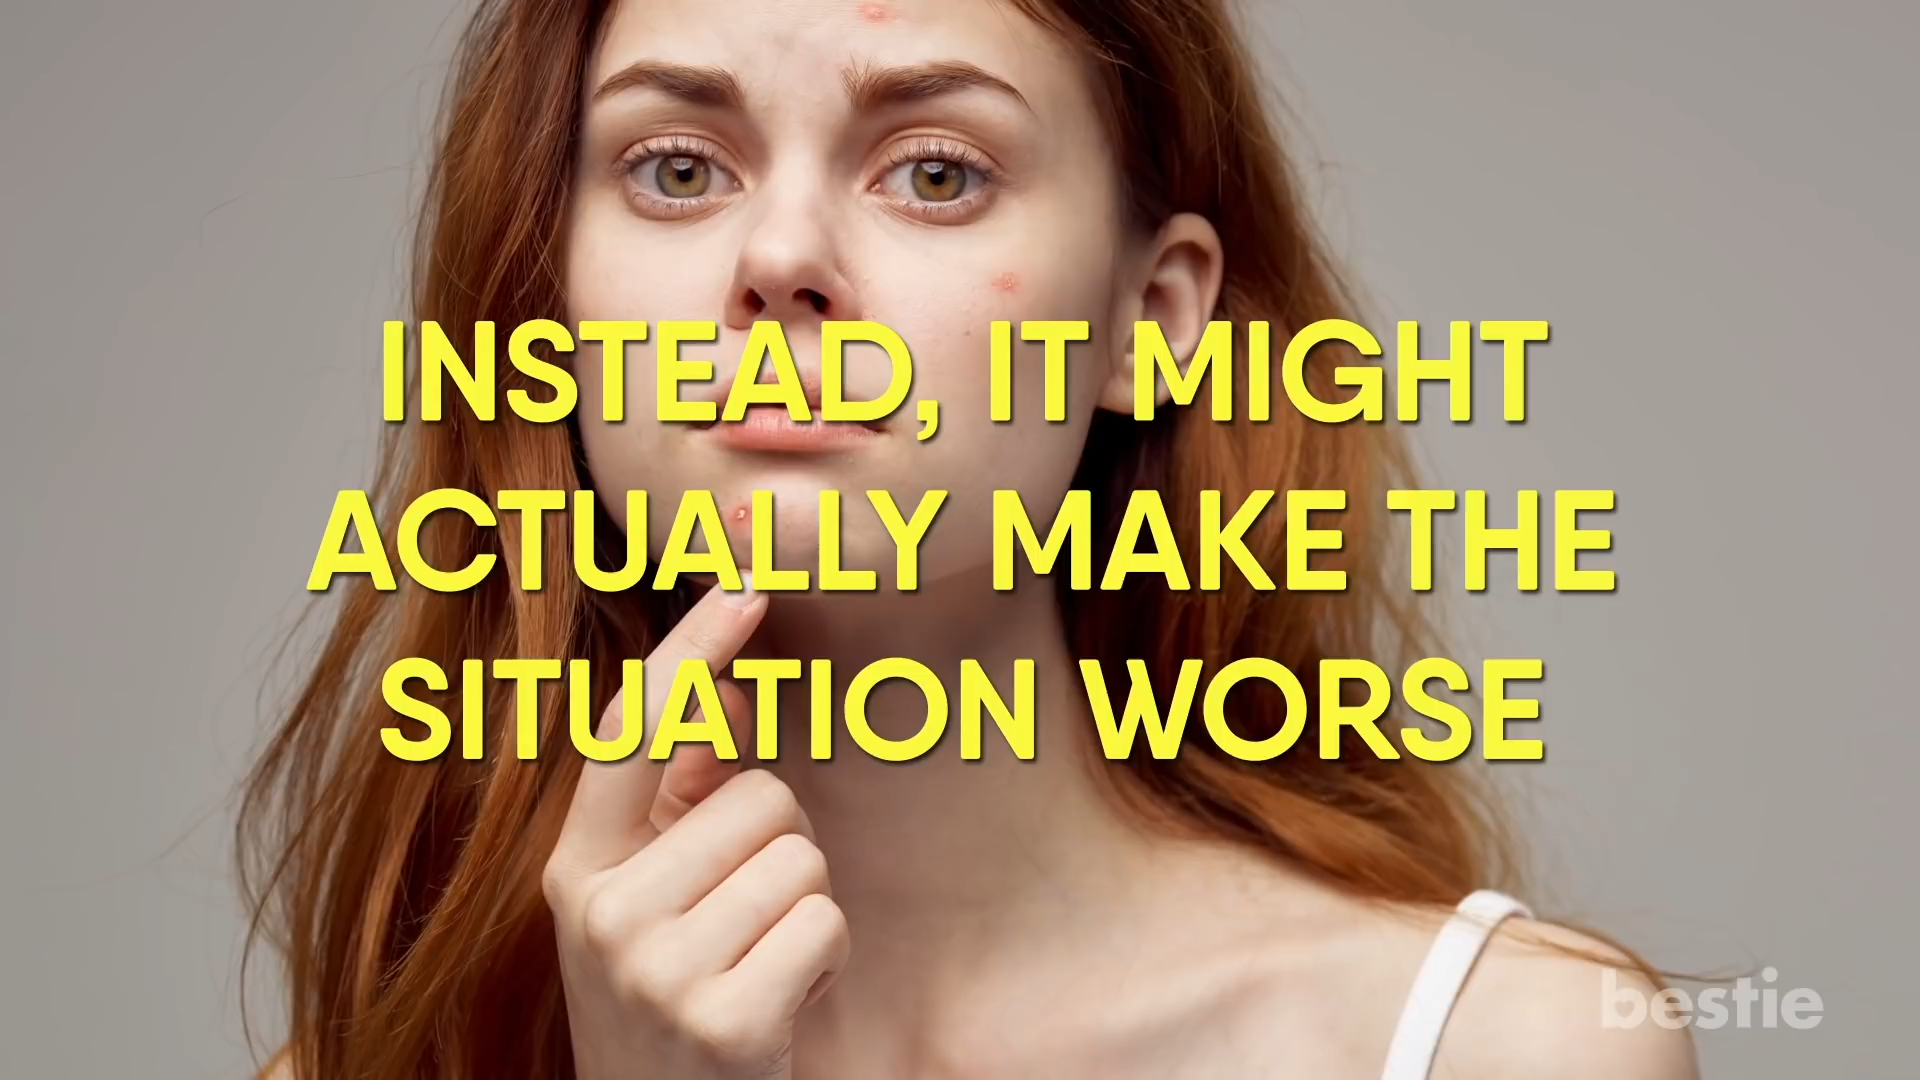 INSTEAD, IT MIGHT
ACTUALLY MAKE THE
SITUATION WORSE
bestie